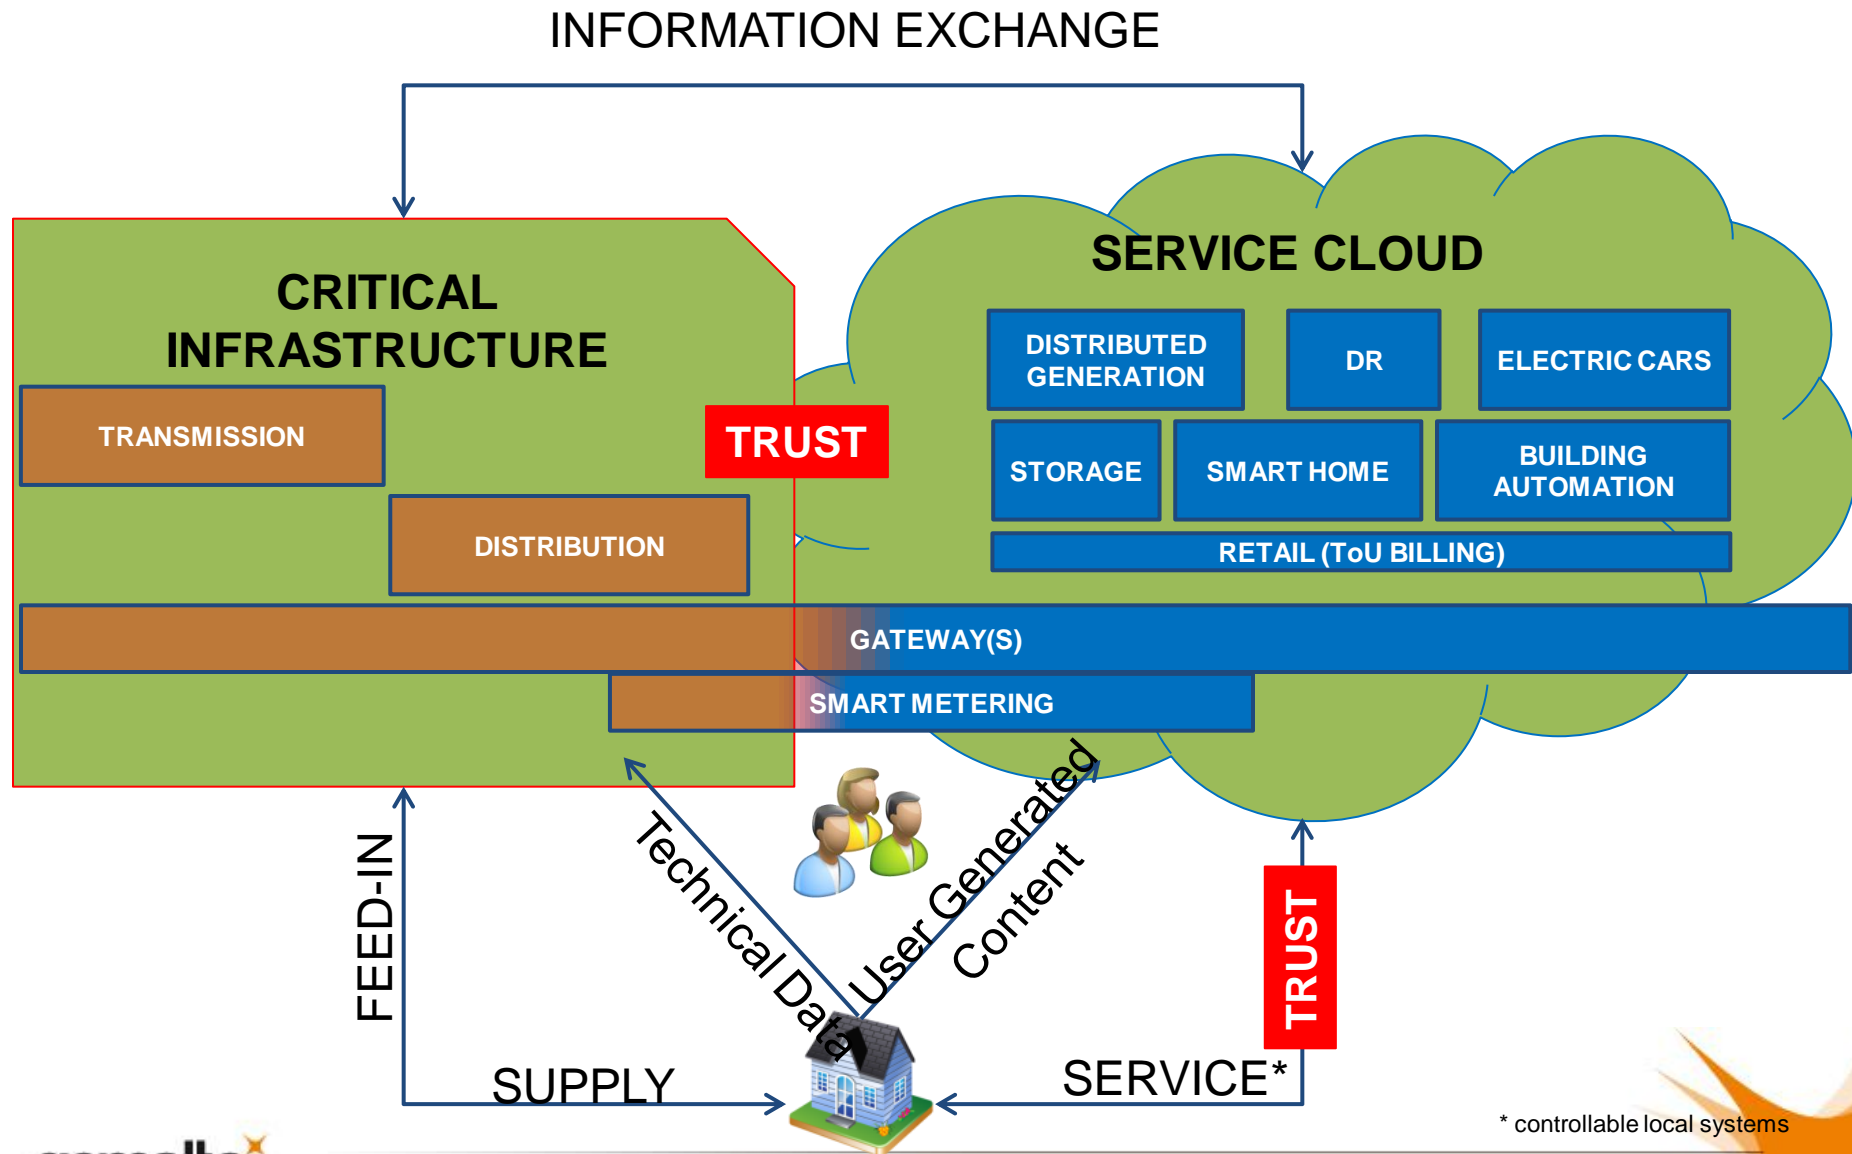 INFORMATION EXCHANGE
CRITICAL
INFRASTRUCTURE
TRANSMISSION
DISTRIBUTION
TRUST
SERVICE CLOUD
DISTRIBUTED
GENERATION
DR
ELECTRIC CARS
STORAGE
SMART HOME
BUILDING
AUTOMATION
RETAIL (ToU BILLING)
GATEWAY(S)
SMART METERING
FEED-IN
Technical Data
User Generated
Content
TRUST
SUPPLY
SERVICE*
* controllable local systems